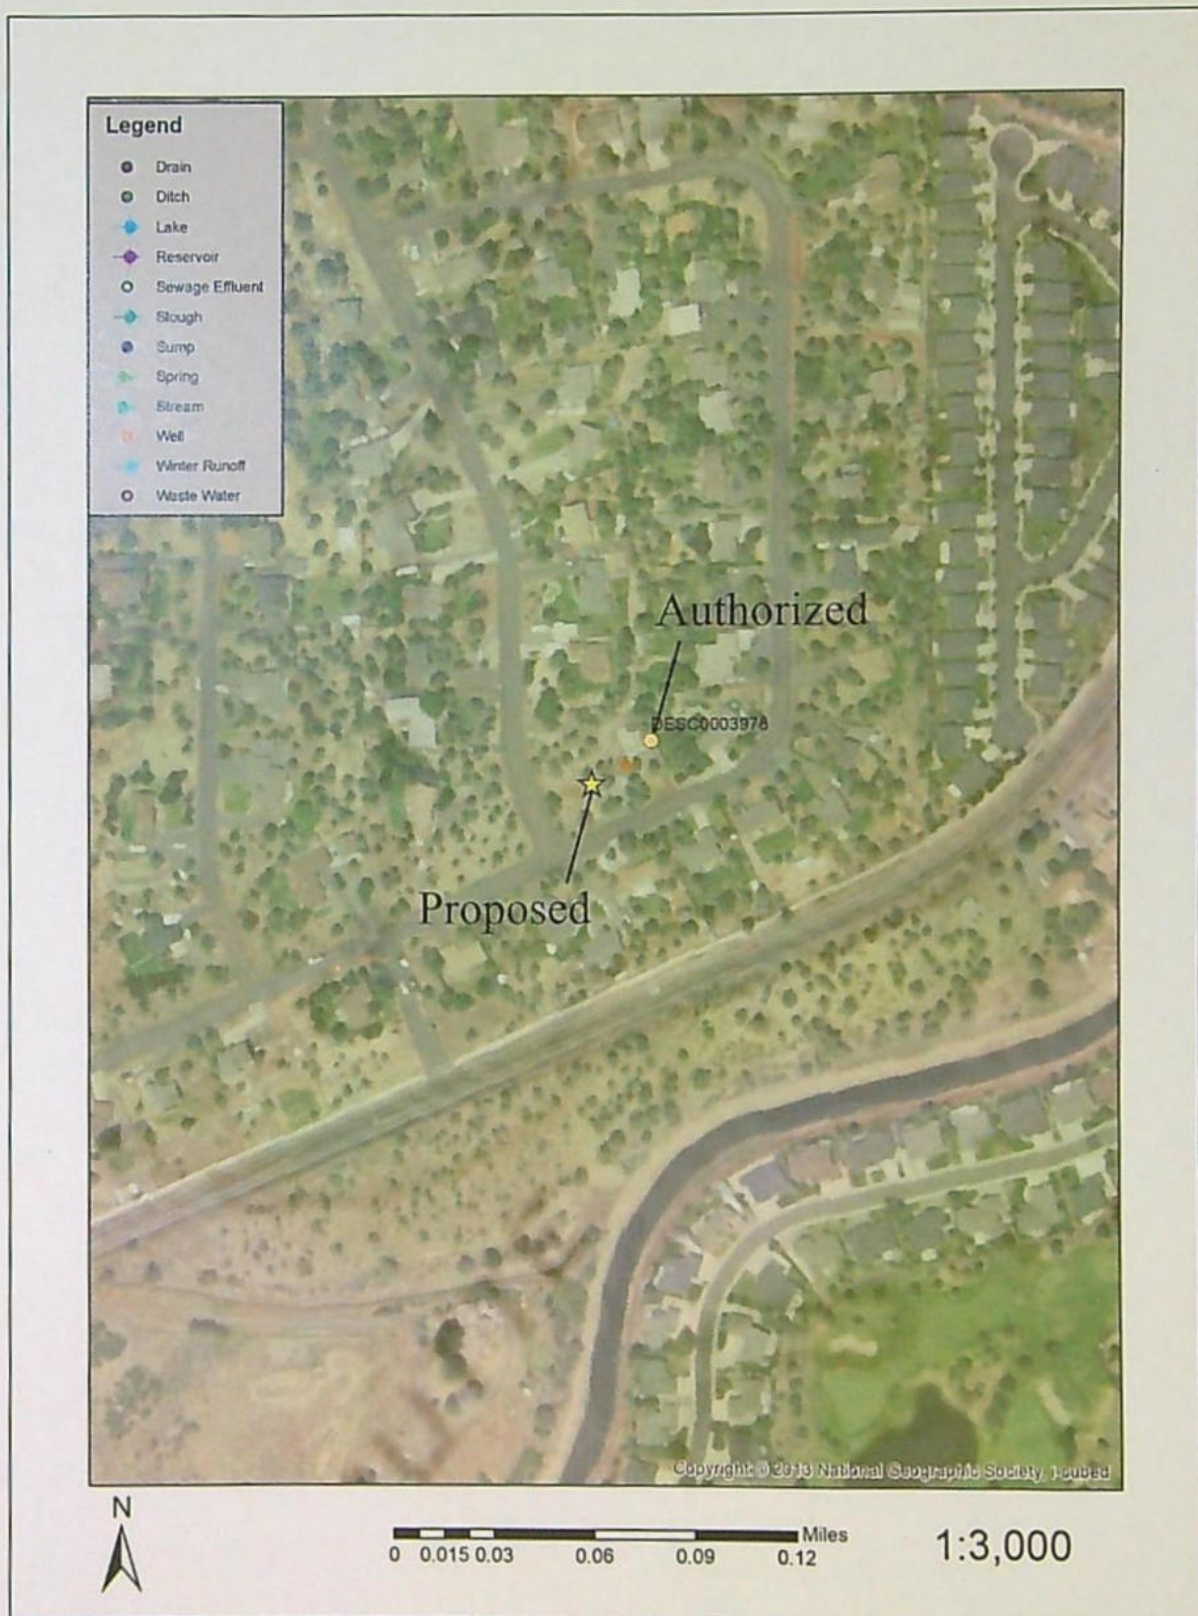 Legend
Drain
Ditch
Lake
Reservoir
Sewage Effluent
Slough
Sump
Spring
Stream
Well
Winter Runoff
Waste Water
Authorized
DESC0003978
Proposed
Copyright: © 2013 National Geographic Society, i-cubed
N
Miles
0 0.015 0.03 0.06 0.09 0.12
1:3,000